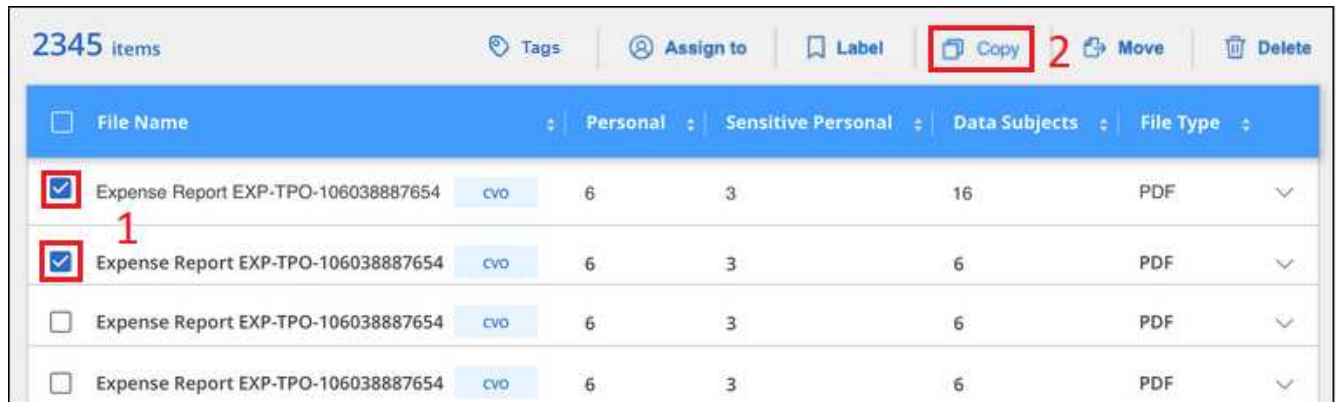 2345 items Tags Assign to Label Copy 2 Move Delete
File Name Personal Sensitive Personal Data Subjects File Type
Expense Report EXP-TPO-106038887654 CVO 6 3 16 PDF
1
Expense Report EXP-TPO-106038887654 CVO 6 3 6 PDF
Expense Report EXP-TPO-106038887654 CVO 6 3 6 PDF
Expense Report EXP-TPO-106038887654 CVO 6 3 6 PDF